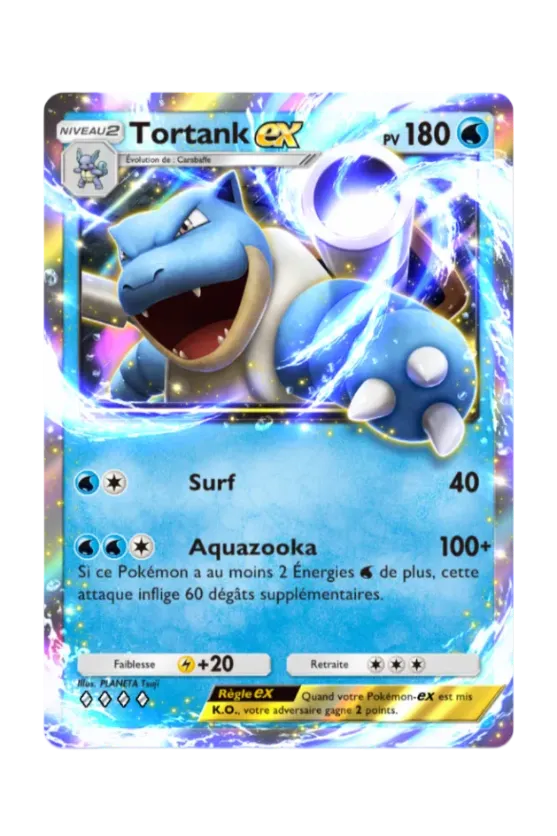 NIVEAU2 Tortank ex PV 180
Évolution de : Carabaffe
Surf 40
Aquazooka 100+
Si ce Pokémon a au moins 2 Énergies de plus, cette
attaque inflige 60 dégâts supplémentaires.
Faiblesse +20 Retraite
Illus. PLANETA Tsuji
Règle ex Quand votre Pokémon-ex est mis
K.O., votre adversaire gagne 2 points.